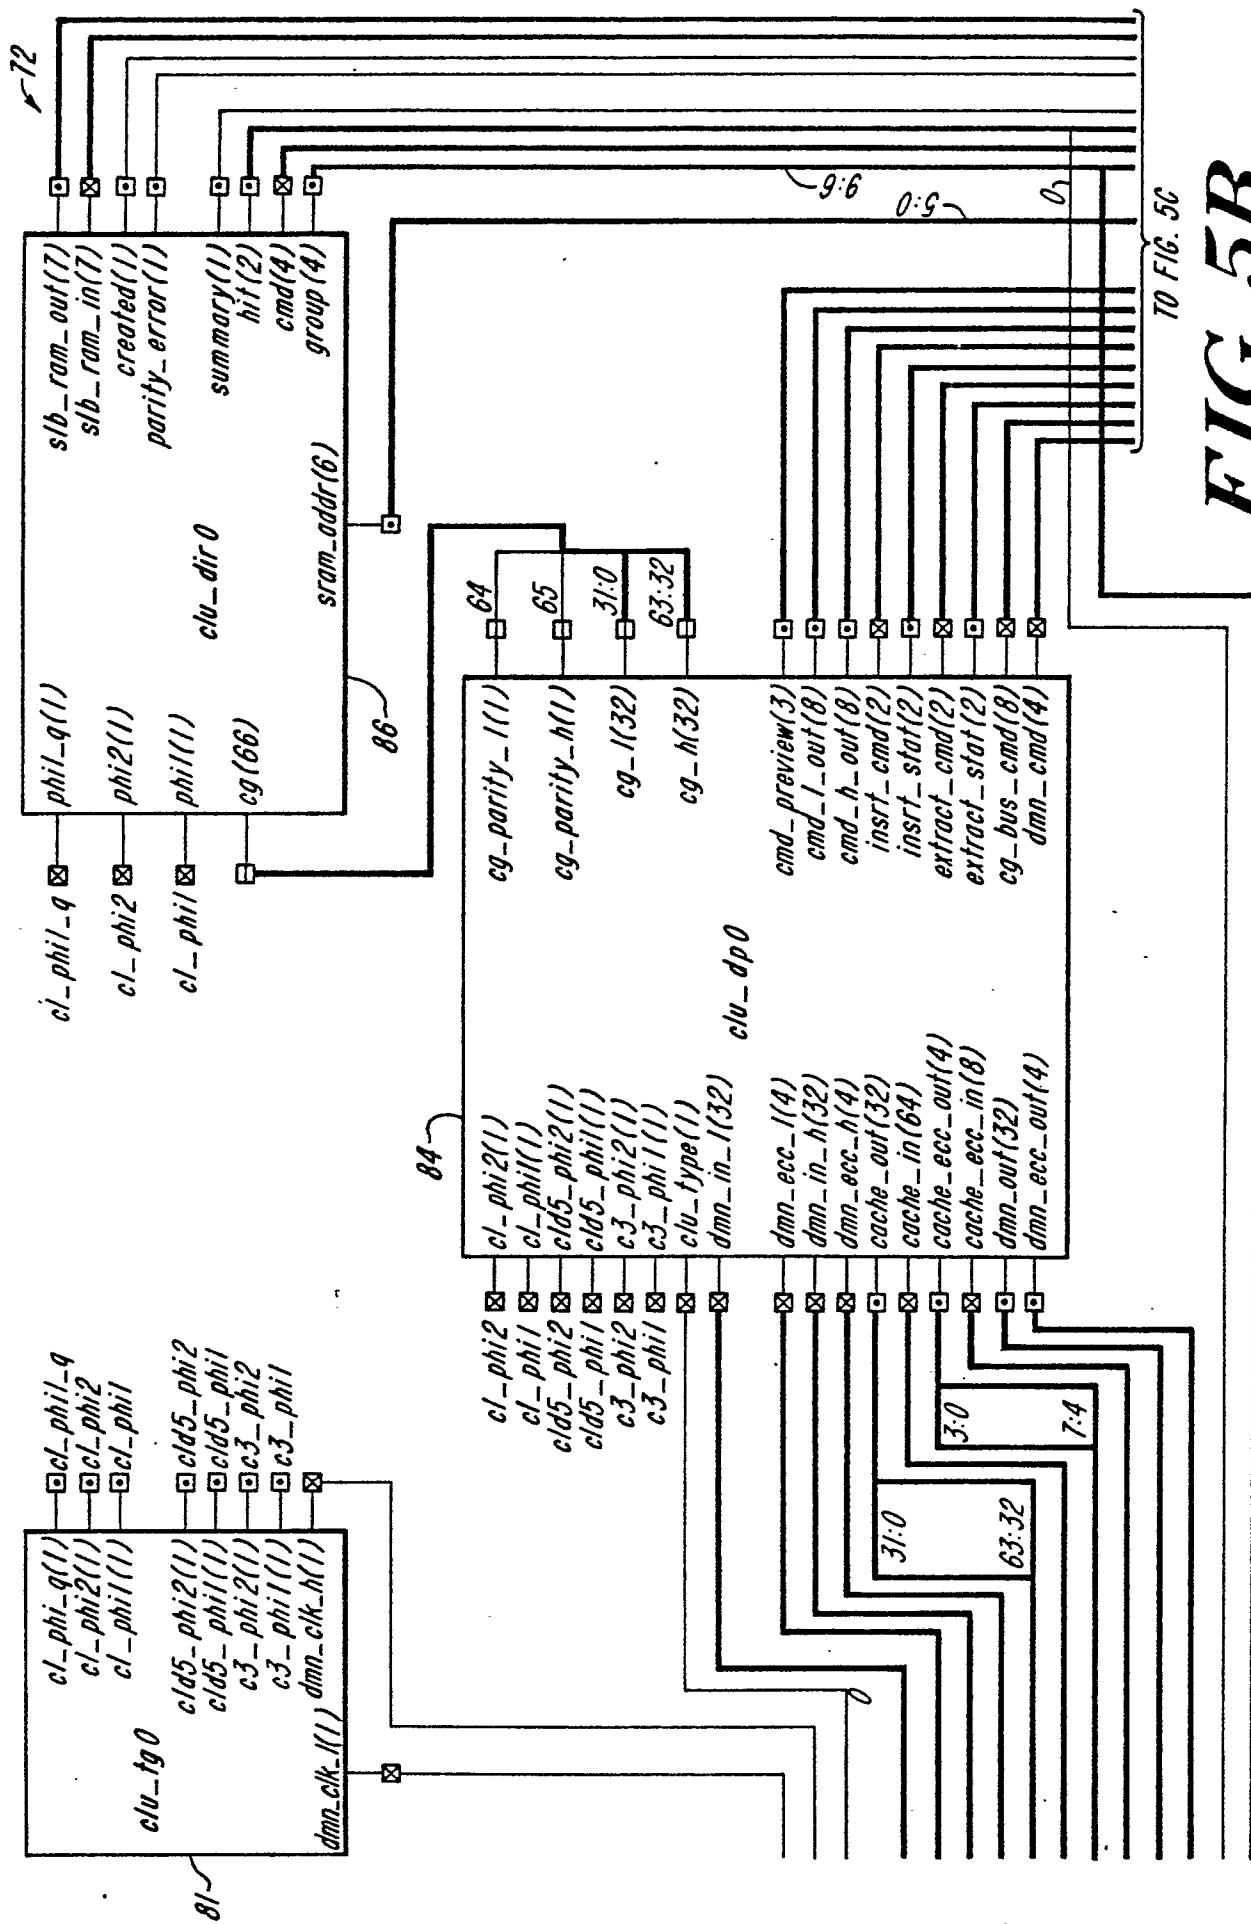 72
slb_ram_out(7)
slb_ram_in(7)
created(1)
parity_error(1)
summary(1)
hit(2)
cmd(4)
group(4)
sram_addr(6)
clu_dir0
phi1_q(1)
phi2(1)
phi1(1)
cg(66)
86
cl_phi1_q
cl_phi2
cl_phi1
9:6
5:0
0
TO FIG. 5C
FIG. 5B
64
65
31:0
63:32
cg_parity_l(1)
cg_parity_h(1)
cg_l(32)
cg_h(32)
cmd_preview(3)
cmd_l_out(8)
cmd_h_out(8)
insrt_cmd(2)
insrt_stat(2)
extract_cmd(2)
extract_stat(2)
cg_bus_cmd(8)
dmn_cmd(4)
clu_dp0
84
cl_phi2(1)
cl_phi1(1)
cld5_phi2(1)
cld5_phi1(1)
c3_phi2(1)
c3_phi1(1)
clu_type(1)
dmn_in_l(32)
dmn_ecc_l(4)
dmn_in_h(32)
dmn_ecc_h(4)
cache_out(32)
cache_in(64)
cache_ecc_out(4)
cache_ecc_in(8)
dmn_out(32)
dmn_ecc_out(4)
cl_phi2
cl_phi1
cld5_phi2
cld5_phi1
c3_phi2
c3_phi1
3:0
7:4
31:0
63:32
0
cl_phi1_q
cl_phi2
cl_phi1
cld5_phi2
cld5_phi1
c3_phi2
c3_phi1
cl_phi_q(1)
cl_phi2(1)
cl_phi1(1)
cld5_phi2(1)
cld5_phi1(1)
c3_phi2(1)
c3_phi1(1)
dmn_clk_h(1)
dmn_clk_l(1)
clu_tg0
81